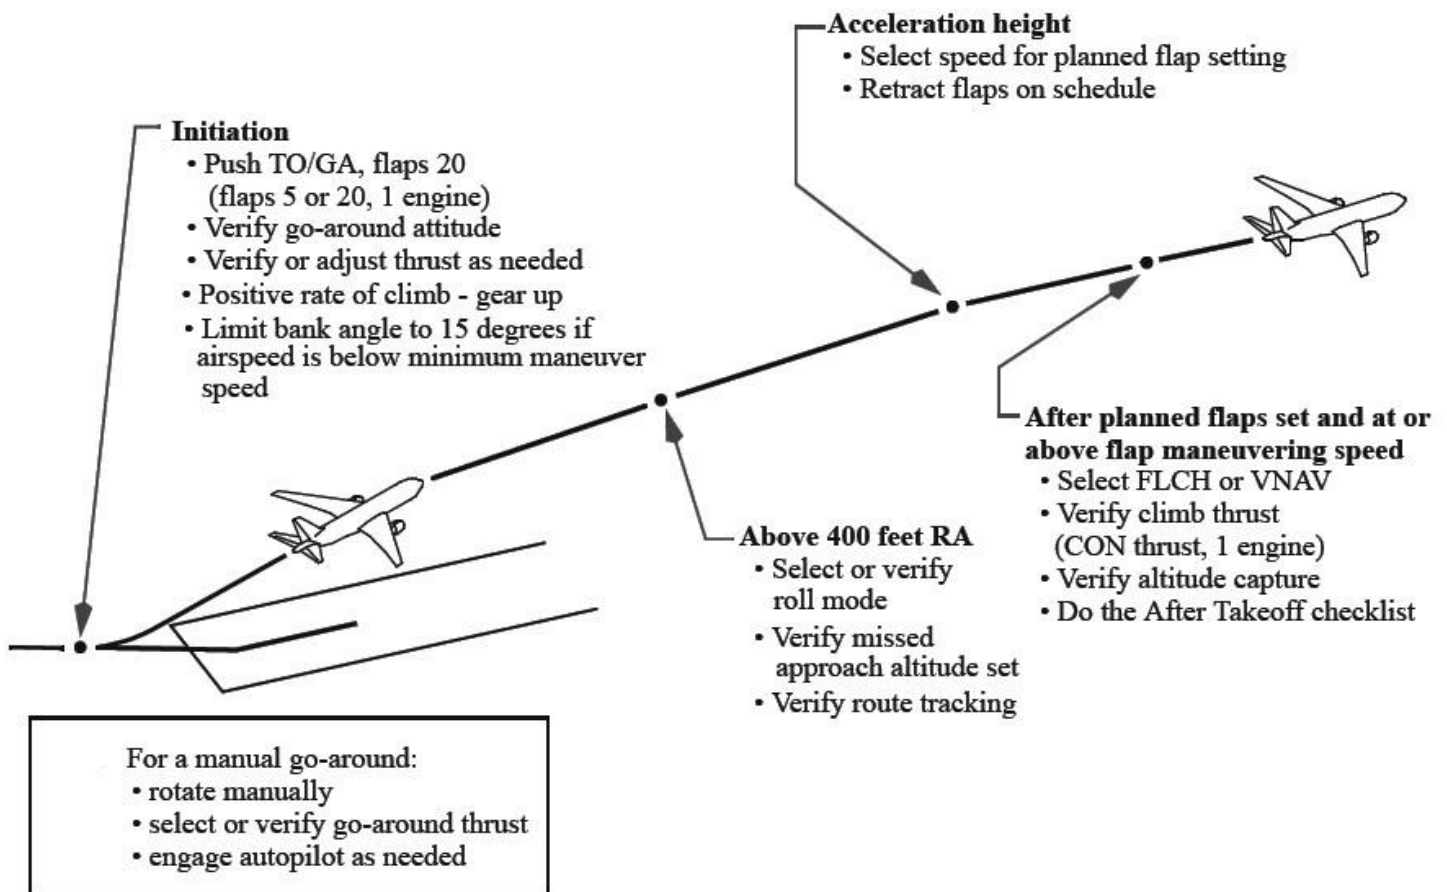 Acceleration height
• Select speed for planned flap setting
• Retract flaps on schedule
Initiation
• Push TO/GA, flaps 20
(flaps 5 or 20, 1 engine)
• Verify go-around attitude
• Verify or adjust thrust as needed
• Positive rate of climb - gear up
• Limit bank angle to 15 degrees if
airspeed is below minimum maneuver
speed
After planned flaps set and at or
above flap maneuvering speed
• Select FLCH or VNAV
• Verify climb thrust
(CON thrust, 1 engine)
• Verify altitude capture
• Do the After Takeoff checklist
Above 400 feet RA
• Select or verify
roll mode
• Verify missed
approach altitude set
• Verify route tracking
For a manual go-around:
• rotate manually
• select or verify go-around thrust
• engage autopilot as needed